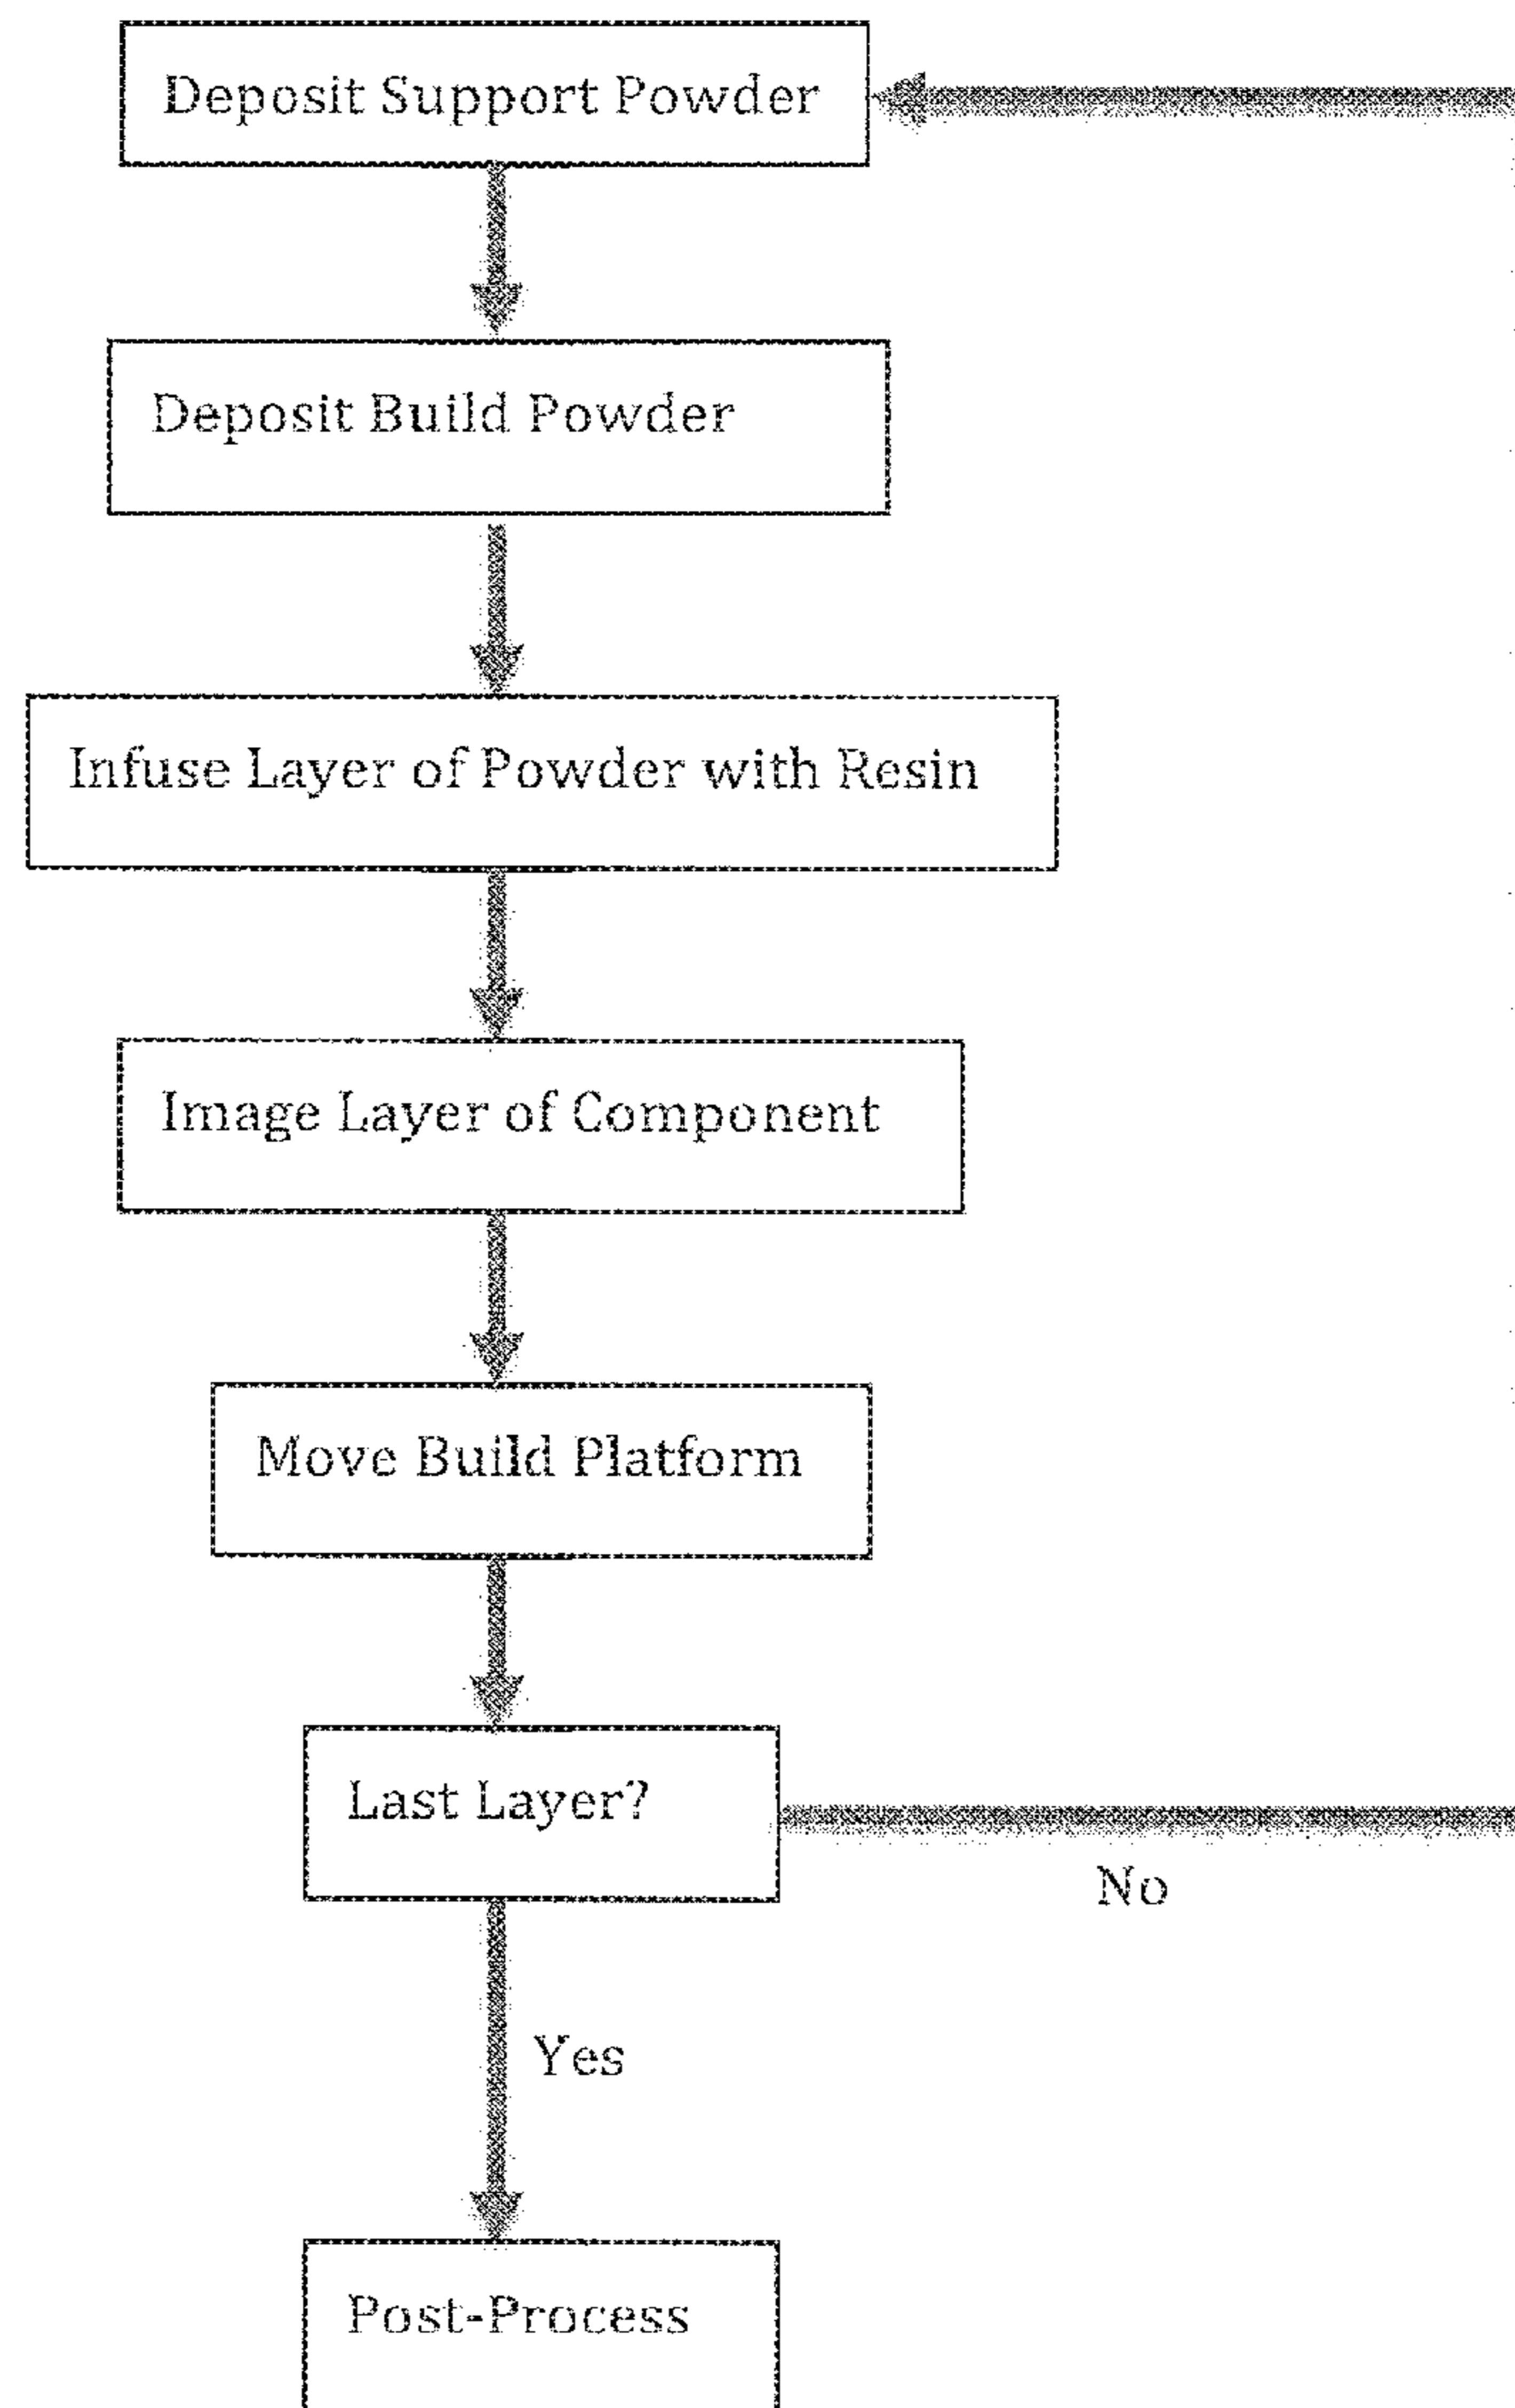 Deposit Support Powder
Deposit Build Powder
Infuse Layer of Powder with Resin
Image Layer of Component
Move Build Platform
Last Layer?
No
Yes
Post-Process